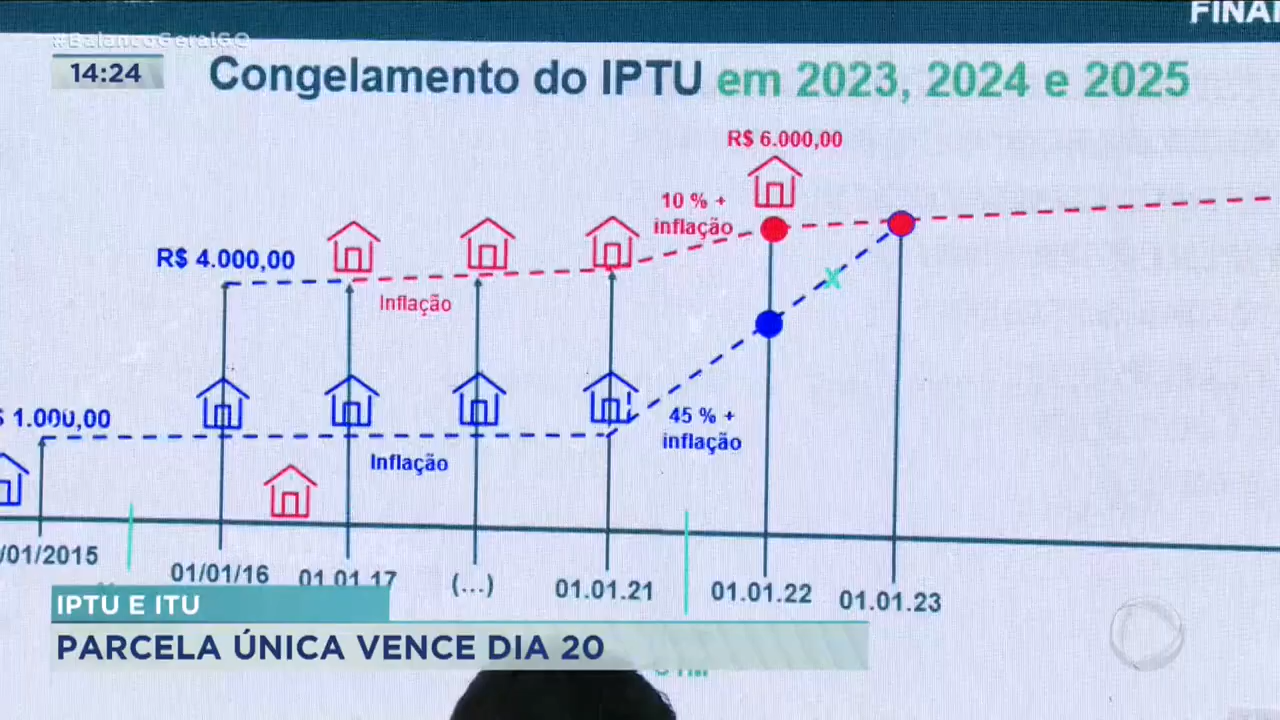 FINAN
#BalancoGeralGO
14:24
Congelamento do IPTU em 2023, 2024 e 2025
R$ 6.000,00
10 % +
inflação
R$ 4.000,00
Inflação
X
$ 1.000,00
45 % +
inflação
Inflação
/01/2015
01/01/16
01.01.17
(...)
01.01.21
01.01.22
01.01.23
IPTU E ITU
PARCELA ÚNICA VENCE DIA 20